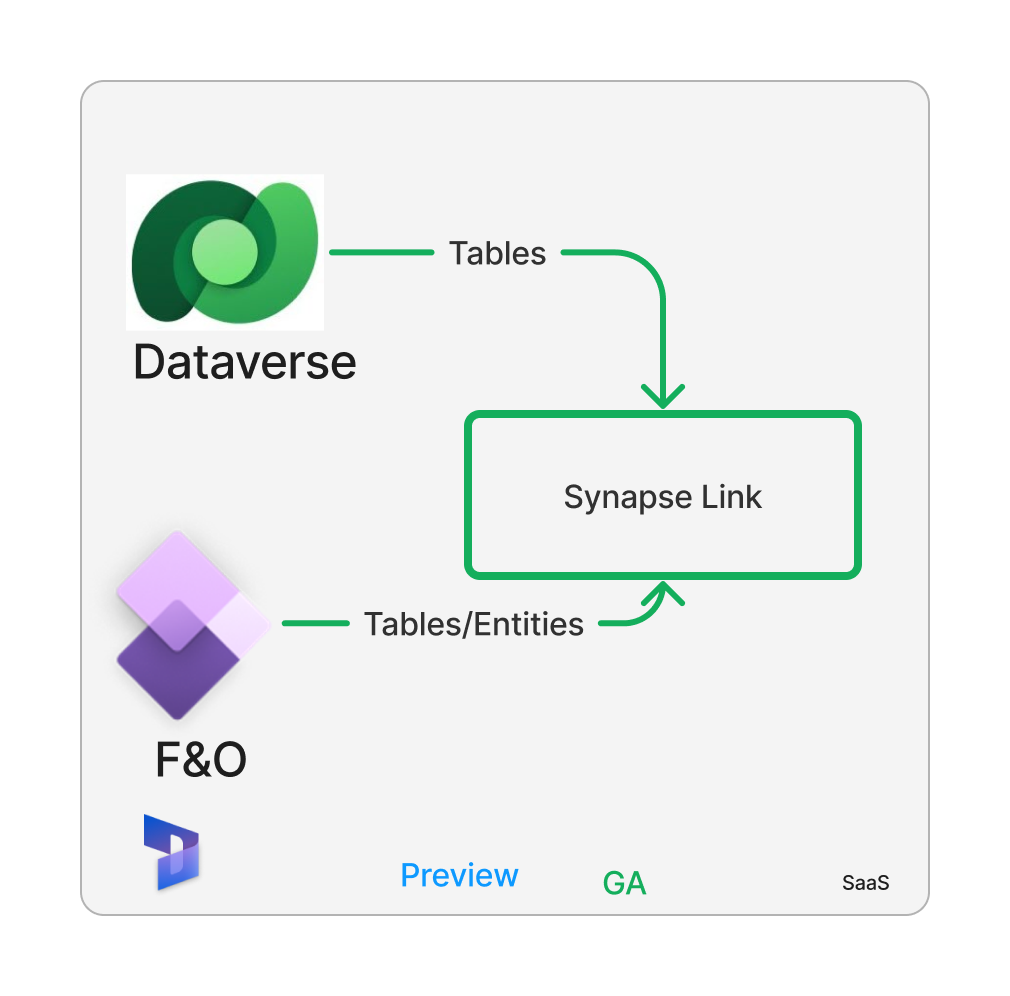 Tables
Dataverse
Synapse Link
Tables/Entities
F&O
Preview
GA
SaaS